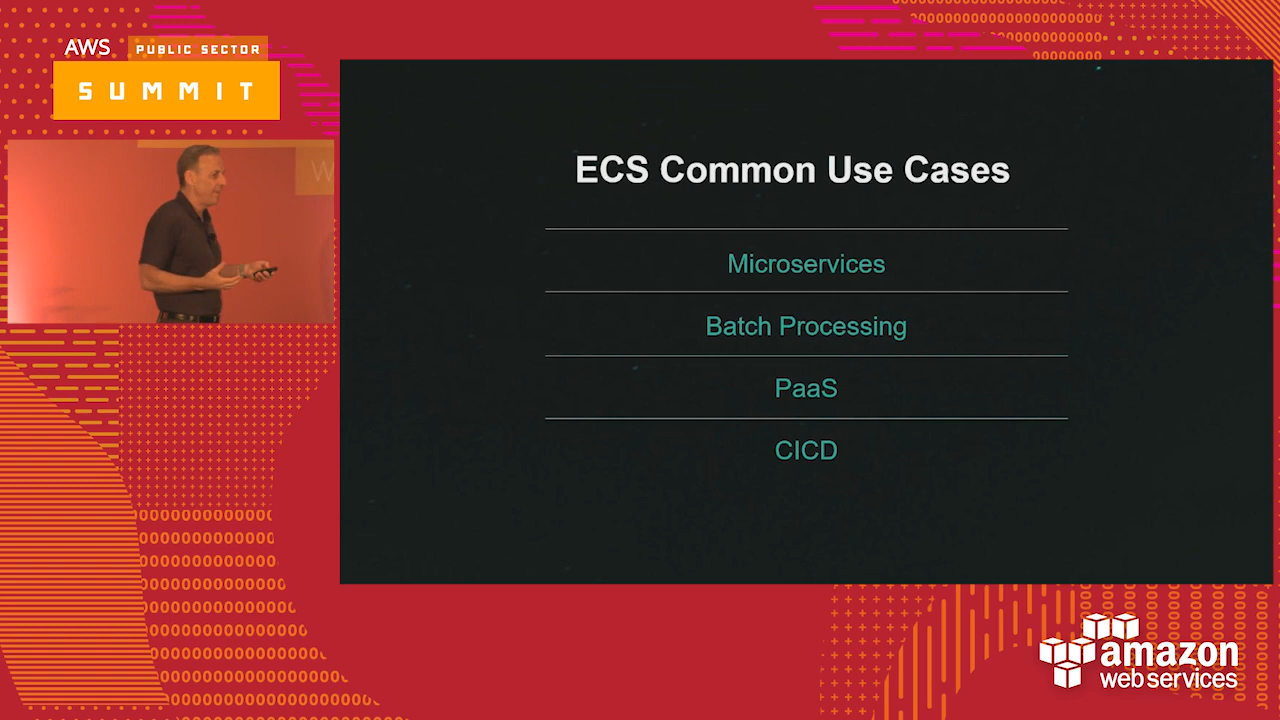 AWS PUBLIC SECTOR
SUMMIT
W
ECS Common Use Cases
Microservices
Batch Processing
PaaS
CICD
amazon
web services